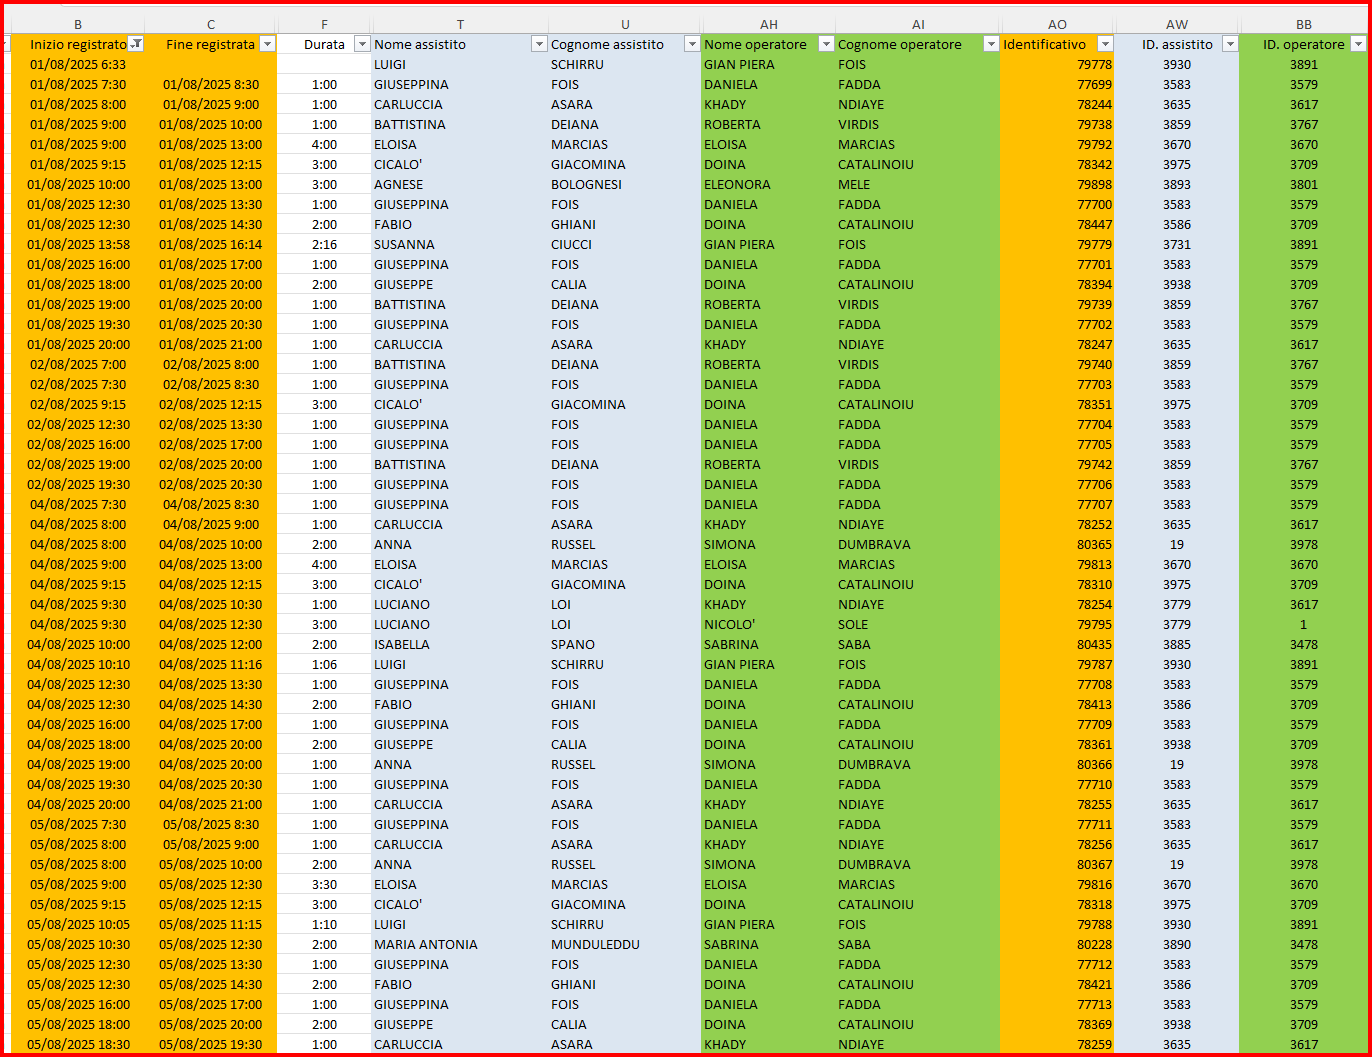 B C F T U AH AI AO AW BB
Inizio registrato Fine registrata Durata Nome assistito Cognome assistito Nome operatore Cognome operatore Identificativo ID. assistito ID. operatore
01/08/2025 6:33 LUIGI SCHIRRU GIAN PIERA FOIS 79778 3930 3891
01/08/2025 7:30 01/08/2025 8:30 1:00 GIUSEPPINA FOIS DANIELA FADDA 77699 3583 3579
01/08/2025 8:00 01/08/2025 9:00 1:00 CARLUCCIA ASARA KHADY NDIAYE 78244 3635 3617
01/08/2025 9:00 01/08/2025 10:00 1:00 BATTISTINA DEIANA ROBERTA VIRDIS 79738 3859 3767
01/08/2025 9:00 01/08/2025 13:00 4:00 ELOISA MARCIAS ELOISA MARCIAS 79792 3670 3670
01/08/2025 9:15 01/08/2025 12:15 3:00 CICALO' GIACOMINA DOINA CATALINOIU 78342 3975 3709
01/08/2025 10:00 01/08/2025 13:00 3:00 AGNESE BOLOGNESI ELEONORA MELE 79898 3893 3801
01/08/2025 12:30 01/08/2025 13:30 1:00 GIUSEPPINA FOIS DANIELA FADDA 77700 3583 3579
01/08/2025 12:30 01/08/2025 14:30 2:00 FABIO GHIANI DOINA CATALINOIU 78447 3586 3709
01/08/2025 13:58 01/08/2025 16:14 2:16 SUSANNA CIUCCI GIAN PIERA FOIS 79779 3731 3891
01/08/2025 16:00 01/08/2025 17:00 1:00 GIUSEPPINA FOIS DANIELA FADDA 77701 3583 3579
01/08/2025 18:00 01/08/2025 20:00 2:00 GIUSEPPE CALIA DOINA CATALINOIU 78394 3938 3709
01/08/2025 19:00 01/08/2025 20:00 1:00 BATTISTINA DEIANA ROBERTA VIRDIS 79739 3859 3767
01/08/2025 19:30 01/08/2025 20:30 1:00 GIUSEPPINA FOIS DANIELA FADDA 77702 3583 3579
01/08/2025 20:00 01/08/2025 21:00 1:00 CARLUCCIA ASARA KHADY NDIAYE 78247 3635 3617
02/08/2025 7:00 02/08/2025 8:00 1:00 BATTISTINA DEIANA ROBERTA VIRDIS 79740 3859 3767
02/08/2025 7:30 02/08/2025 8:30 1:00 GIUSEPPINA FOIS DANIELA FADDA 77703 3583 3579
02/08/2025 9:15 02/08/2025 12:15 3:00 CICALO' GIACOMINA DOINA CATALINOIU 78351 3975 3709
02/08/2025 12:30 02/08/2025 13:30 1:00 GIUSEPPINA FOIS DANIELA FADDA 77704 3583 3579
02/08/2025 16:00 02/08/2025 17:00 1:00 GIUSEPPINA FOIS DANIELA FADDA 77705 3583 3579
02/08/2025 19:00 02/08/2025 20:00 1:00 BATTISTINA DEIANA ROBERTA VIRDIS 79742 3859 3767
02/08/2025 19:30 02/08/2025 20:30 1:00 GIUSEPPINA FOIS DANIELA FADDA 77706 3583 3579
04/08/2025 7:30 04/08/2025 8:30 1:00 GIUSEPPINA FOIS DANIELA FADDA 77707 3583 3579
04/08/2025 8:00 04/08/2025 9:00 1:00 CARLUCCIA ASARA KHADY NDIAYE 78252 3635 3617
04/08/2025 8:00 04/08/2025 10:00 2:00 ANNA RUSSEL SIMONA DUMBRAVA 80365 19 3978
04/08/2025 9:00 04/08/2025 13:00 4:00 ELOISA MARCIAS ELOISA MARCIAS 79813 3670 3670
04/08/2025 9:15 04/08/2025 12:15 3:00 CICALO' GIACOMINA DOINA CATALINOIU 78310 3975 3709
04/08/2025 9:30 04/08/2025 10:30 1:00 LUCIANO LOI KHADY NDIAYE 78254 3779 3617
04/08/2025 9:30 04/08/2025 12:30 3:00 LUCIANO LOI NICOLO' SOLE 79795 3779 1
04/08/2025 10:00 04/08/2025 12:00 2:00 ISABELLA SPANO SABRINA SABA 80435 3885 3478
04/08/2025 10:10 04/08/2025 11:16 1:06 LUIGI SCHIRRU GIAN PIERA FOIS 79787 3930 3891
04/08/2025 12:30 04/08/2025 13:30 1:00 GIUSEPPINA FOIS DANIELA FADDA 77708 3583 3579
04/08/2025 12:30 04/08/2025 14:30 2:00 FABIO GHIANI DOINA CATALINOIU 78413 3586 3709
04/08/2025 16:00 04/08/2025 17:00 1:00 GIUSEPPINA FOIS DANIELA FADDA 77709 3583 3579
04/08/2025 18:00 04/08/2025 20:00 2:00 GIUSEPPE CALIA DOINA CATALINOIU 78361 3938 3709
04/08/2025 19:00 04/08/2025 20:00 1:00 ANNA RUSSEL SIMONA DUMBRAVA 80366 19 3978
04/08/2025 19:30 04/08/2025 20:30 1:00 GIUSEPPINA FOIS DANIELA FADDA 77710 3583 3579
04/08/2025 20:00 04/08/2025 21:00 1:00 CARLUCCIA ASARA KHADY NDIAYE 78255 3635 3617
05/08/2025 7:30 05/08/2025 8:30 1:00 GIUSEPPINA FOIS DANIELA FADDA 77711 3583 3579
05/08/2025 8:00 05/08/2025 9:00 1:00 CARLUCCIA ASARA KHADY NDIAYE 78256 3635 3617
05/08/2025 8:00 05/08/2025 10:00 2:00 ANNA RUSSEL SIMONA DUMBRAVA 80367 19 3978
05/08/2025 9:00 05/08/2025 12:30 3:30 ELOISA MARCIAS ELOISA MARCIAS 79816 3670 3670
05/08/2025 9:15 05/08/2025 12:15 3:00 CICALO' GIACOMINA DOINA CATALINOIU 78318 3975 3709
05/08/2025 10:05 05/08/2025 11:15 1:10 LUIGI SCHIRRU GIAN PIERA FOIS 79788 3930 3891
05/08/2025 10:30 05/08/2025 12:30 2:00 MARIA ANTONIA MUNDULEDDU SABRINA SABA 80228 3890 3478
05/08/2025 12:30 05/08/2025 13:30 1:00 GIUSEPPINA FOIS DANIELA FADDA 77712 3583 3579
05/08/2025 12:30 05/08/2025 14:30 2:00 FABIO GHIANI DOINA CATALINOIU 78421 3586 3709
05/08/2025 16:00 05/08/2025 17:00 1:00 GIUSEPPINA FOIS DANIELA FADDA 77713 3583 3579
05/08/2025 18:00 05/08/2025 20:00 2:00 GIUSEPPE CALIA DOINA CATALINOIU 78369 3938 3709
05/08/2025 18:30 05/08/2025 19:30 1:00 CARLUCCIA ASARA KHADY NDIAYE 78259 3635 3617